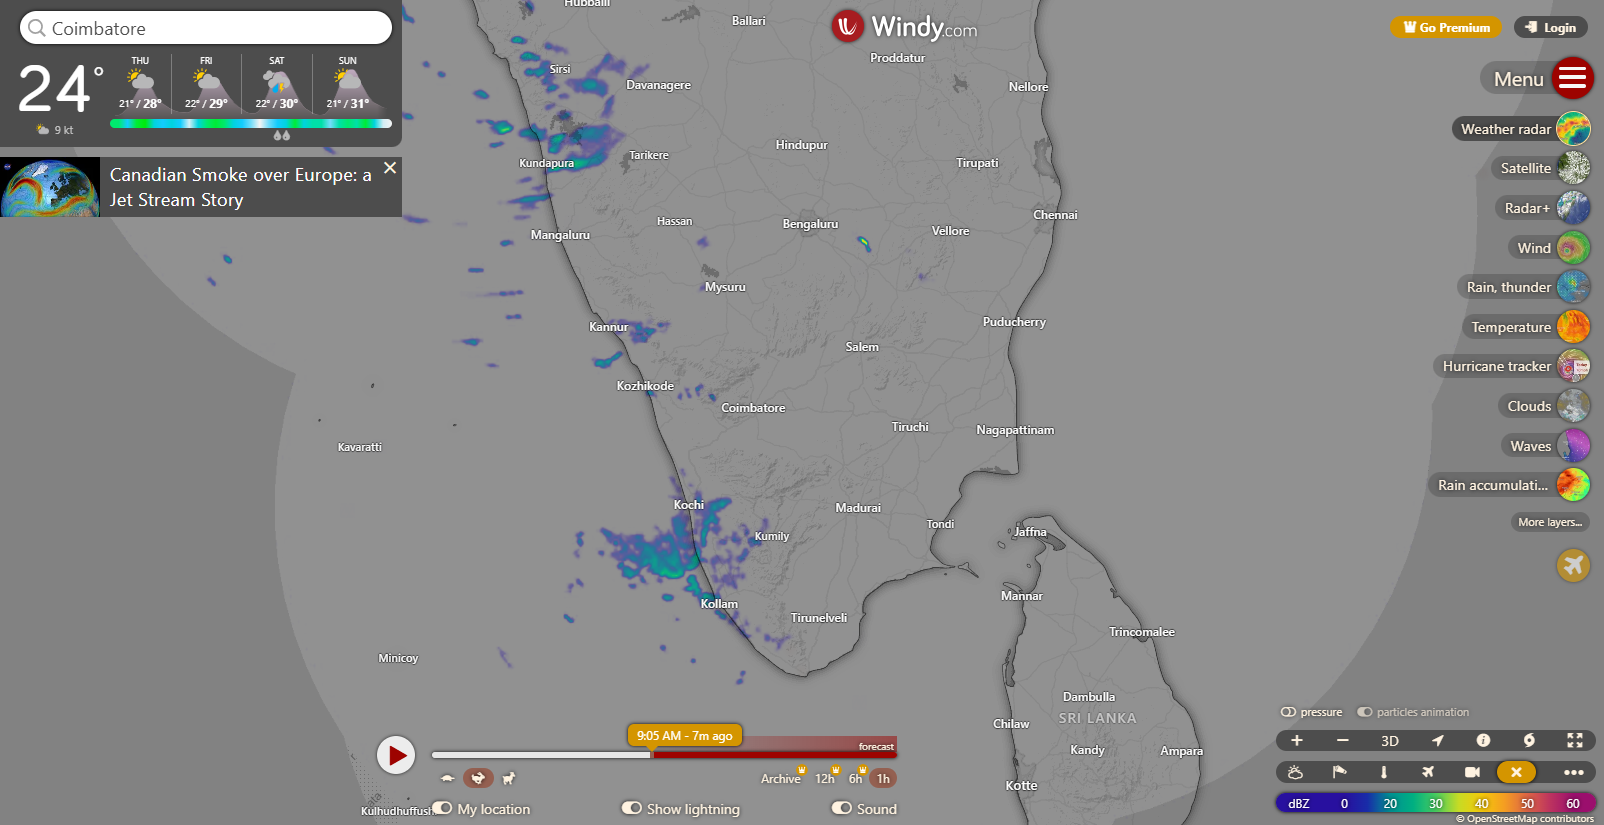 Coimbatore
24°
9 kt
THU
FRI
SAT
SUN
21° / 28°
22° / 29°
22° / 30°
21° / 31°
Canadian Smoke over Europe: a
Jet Stream Story
Windy.com
Go Premium
Login
Menu
Weather radar
Satellite
Radar+
Wind
Rain, thunder
Temperature
Hurricane tracker
Clouds
Waves
Rain accumulati...
More layers...
Hubballi
Ballari
Proddatur
Sirsi
Davanagere
Nellore
Kundapura
Tarikere
Hindupur
Tirupati
Hassan
Bengaluru
Chennai
Mangaluru
Vellore
Mysuru
Kannur
Puducherry
Salem
Kozhikode
Coimbatore
Tiruchi
Nagapattinam
Kavaratti
Kochi
Madurai
Tondi
Jaffna
Kumily
Kollam
Mannar
Tirunelveli
Trincomalee
Minicoy
Dambulla
Chilaw
SRI LANKA
Kandy
Ampara
Kotte
Kulhudhuffushi
9:05 AM - 7m ago
forecast
Archive
12h
6h
1h
My location
Show lightning
Sound
pressure
particles animation
3D
dBZ 0 20 30 40 50 60
© OpenStreetMap contributors